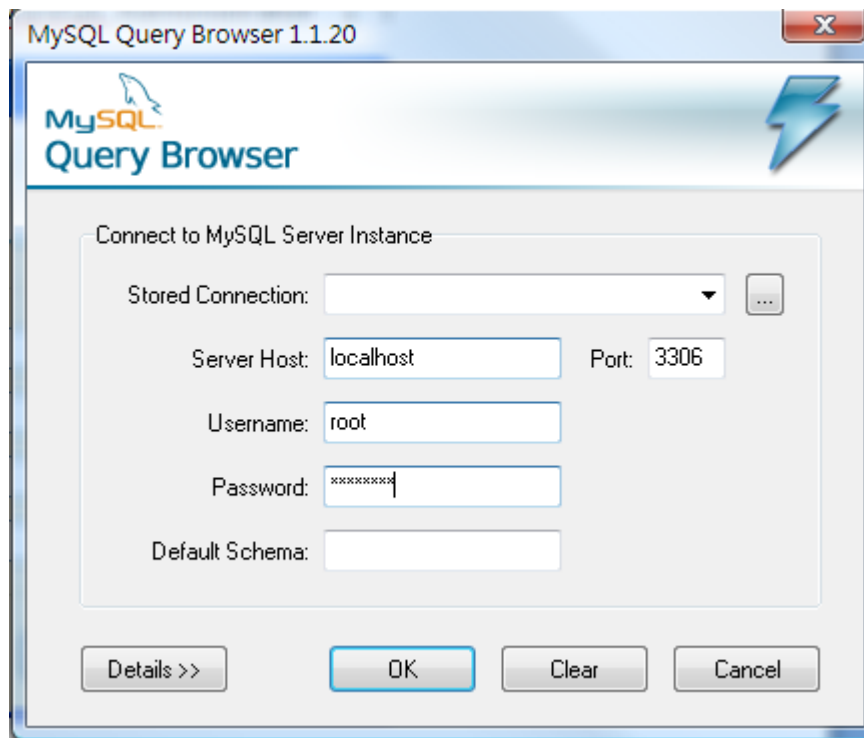 MySQL Query Browser 1.1.20
MySQL
Query Browser
Connect to MySQL Server Instance
Stored Connection:
...
Server Host: localhost Port: 3306
Username: root
Password: ********
Default Schema:
Details >> OK Clear Cancel